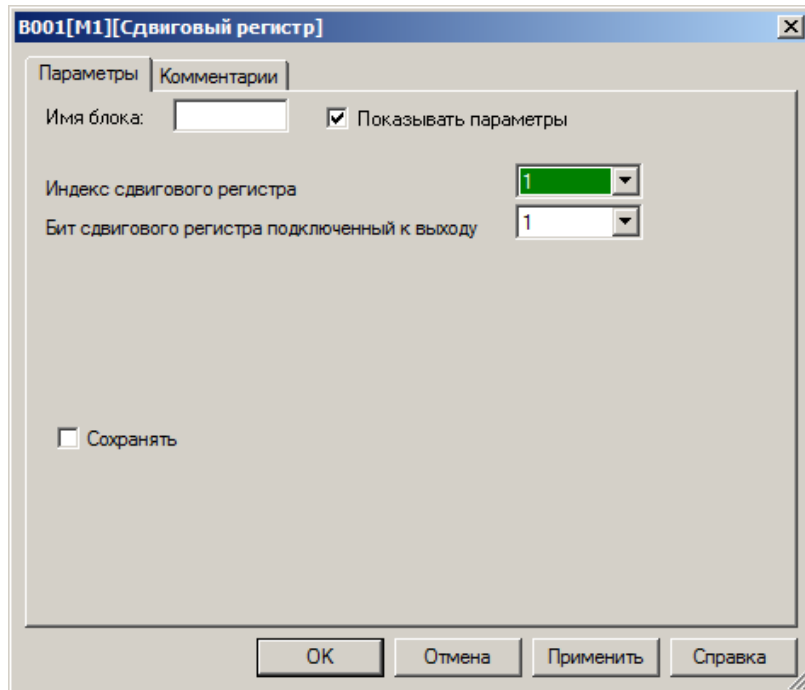 B001[M1][Сдвиговый регистр]
Параметры Комментарии
Имя блока: Показывать параметры
Индекс сдвигового регистра 1
Бит сдвигового регистра подключенный к выходу 1
Сохранять
OK Отмена Применить Справка